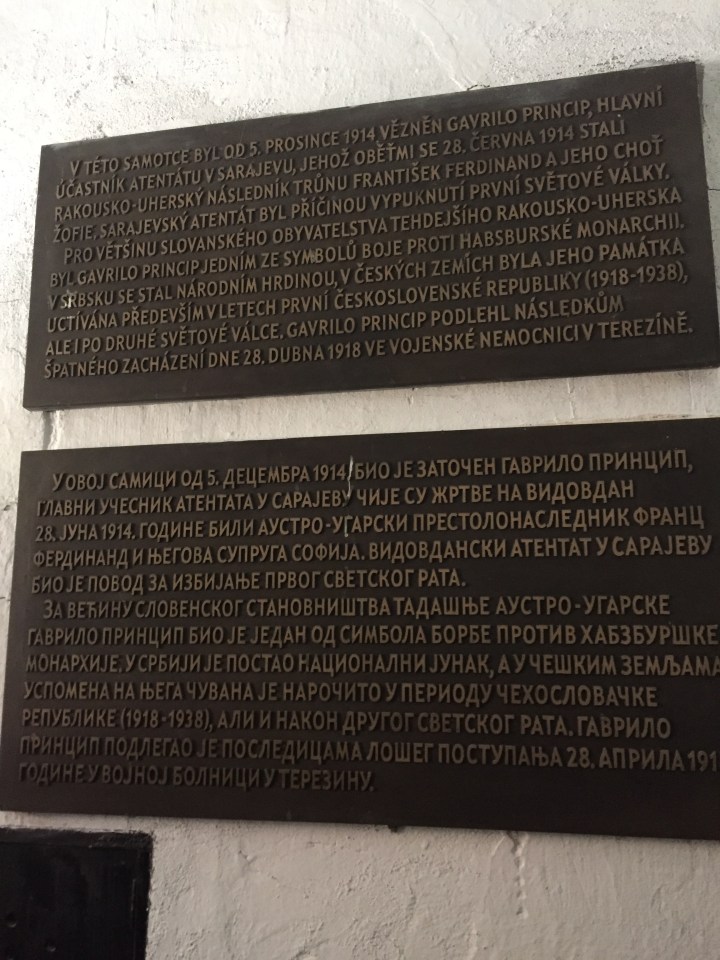 V TÉTO SAMOTCE BYL OD 5. PROSINCE 1914 VĚZNĚN GAVRILO PRINCIP, HLAVNÍ
ÚČASTNÍK ATENTÁTU V SARAJEVU, JEHOŽ OBĚŤMI SE 28. ČERVNA 1914 STALI
RAKOUSKO-UHERSKÝ NÁSLEDNÍK TRŮNU FRANTIŠEK FERDINAND A JEHO CHOŤ
ŽOFIE. SARAJEVSKÝ ATENTÁT BYL PŘÍČINOU VYPUKNUTÍ PRVNÍ SVĚTOVÉ VÁLKY.
PRO VĚTŠINU SLOVANSKÉHO OBYVATELSTVA TEHDEJŠÍHO RAKOUSKO-UHERSKA
BYL GAVRILO PRINCIP JEDNÍM ZE SYMBOLŮ BOJE PROTI HABSBURSKÉ MONARCHII.
V SRBSKU SE STAL NÁRODNÍM HRDINOU, V ČESKÝCH ZEMÍCH BYLA JEHO PAMÁTKA
UCTÍVÁNA PŘEDEVŠÍM V LETECH PRVNÍ ČESKOSLOVENSKÉ REPUBLIKY (1918-1938),
ALE I PO DRUHÉ SVĚTOVÉ VÁLCE. GAVRILO PRINCIP PODLEHL NÁSLEDKŮM
ŠPATNÉHO ZACHÁZENÍ DNE 28. DUBNA 1918 VE VOJENSKÉ NEMOCNICI V TEREZÍNĚ.
У ОВОЈ САМИЦИ ОД 5. ДЕЦЕМБРА 1914. БИО ЈЕ ЗАТОЧЕН ГАВРИЛО ПРИНЦИП,
ГЛАВНИ УЧЕСНИК АТЕНТАТА У САРАЈЕВУ ЧИЈЕ СУ ЖРТВЕ НА ВИДОВДАН
28. ЈУНА 1914. ГОДИНЕ БИЛИ АУСТРО-УГАРСКИ ПРЕСТОЛОНАСЛЕДНИК ФРАНЦ
ФЕРДИНАНД И ЊЕГОВА СУПРУГА СОФИЈА. ВИДОВДАНСКИ АТЕНТАТ У САРАЈЕВУ
БИО ЈЕ ПОВОД ЗА ИЗБИЈАЊЕ ПРВОГ СВЕТСКОГ РАТА.
ЗА ВЕЋИНУ СЛОВЕНСКОГ СТАНОВНИШТВА ТАДАШЊЕ АУСТРО-УГАРСКЕ
ГАВРИЛО ПРИНЦИП БИО ЈЕ ЈЕДАН ОД СИМБОЛА БОРБЕ ПРОТИВ ХАБЗБУРШКЕ
МОНАРХИЈЕ. У СРБИЈИ ЈЕ ПОСТАО НАЦИОНАЛНИ ЈУНАК, А У ЧЕШКИМ ЗЕМЉАМА
УСПОМЕНА НА ЊЕГА ЧУВАНА ЈЕ НАРОЧИТО У ПЕРИОДУ ЧЕХОСЛОВАЧКЕ
РЕПУБЛИКЕ (1918-1938), АЛИ И НАКОН ДРУГОГ СВЕТСКОГ РАТА. ГАВРИЛО
ПРИНЦИП ПОДЛЕГАО ЈЕ ПОСЛЕДИЦАМА ЛОШЕГ ПОСТУПАЊА 28. АПРИЛА 191
ГОДИНЕ У ВОЈНОЈ БОЛНИЦИ У ТЕРЕЗИНУ.